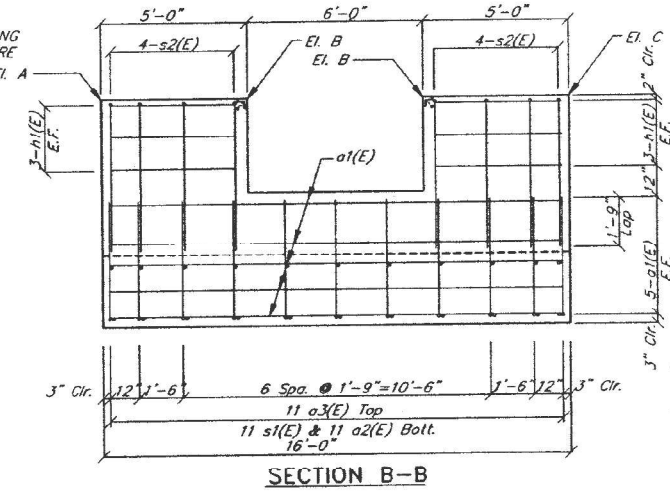 5'-0"
6'-0"
5'-0"
NG
RE
El. A
4-s2(E)
El. B
El. B
4-s2(E)
El. C
2" Clr.
3-h1(E)
E.F.
3-h1(E)
E.F.
a1(E)
12"
1'-9"
Lap
5-a1(E)
E.F.
3" Clr.
3" Clr.
12"
1'-6"
6 Spa. @ 1'-9"=10'-6"
1'-6"
12"
3" Clr.
11 a3(E) Top
11 s1(E) & 11 a2(E) Bott.
16'-0"
SECTION B-B